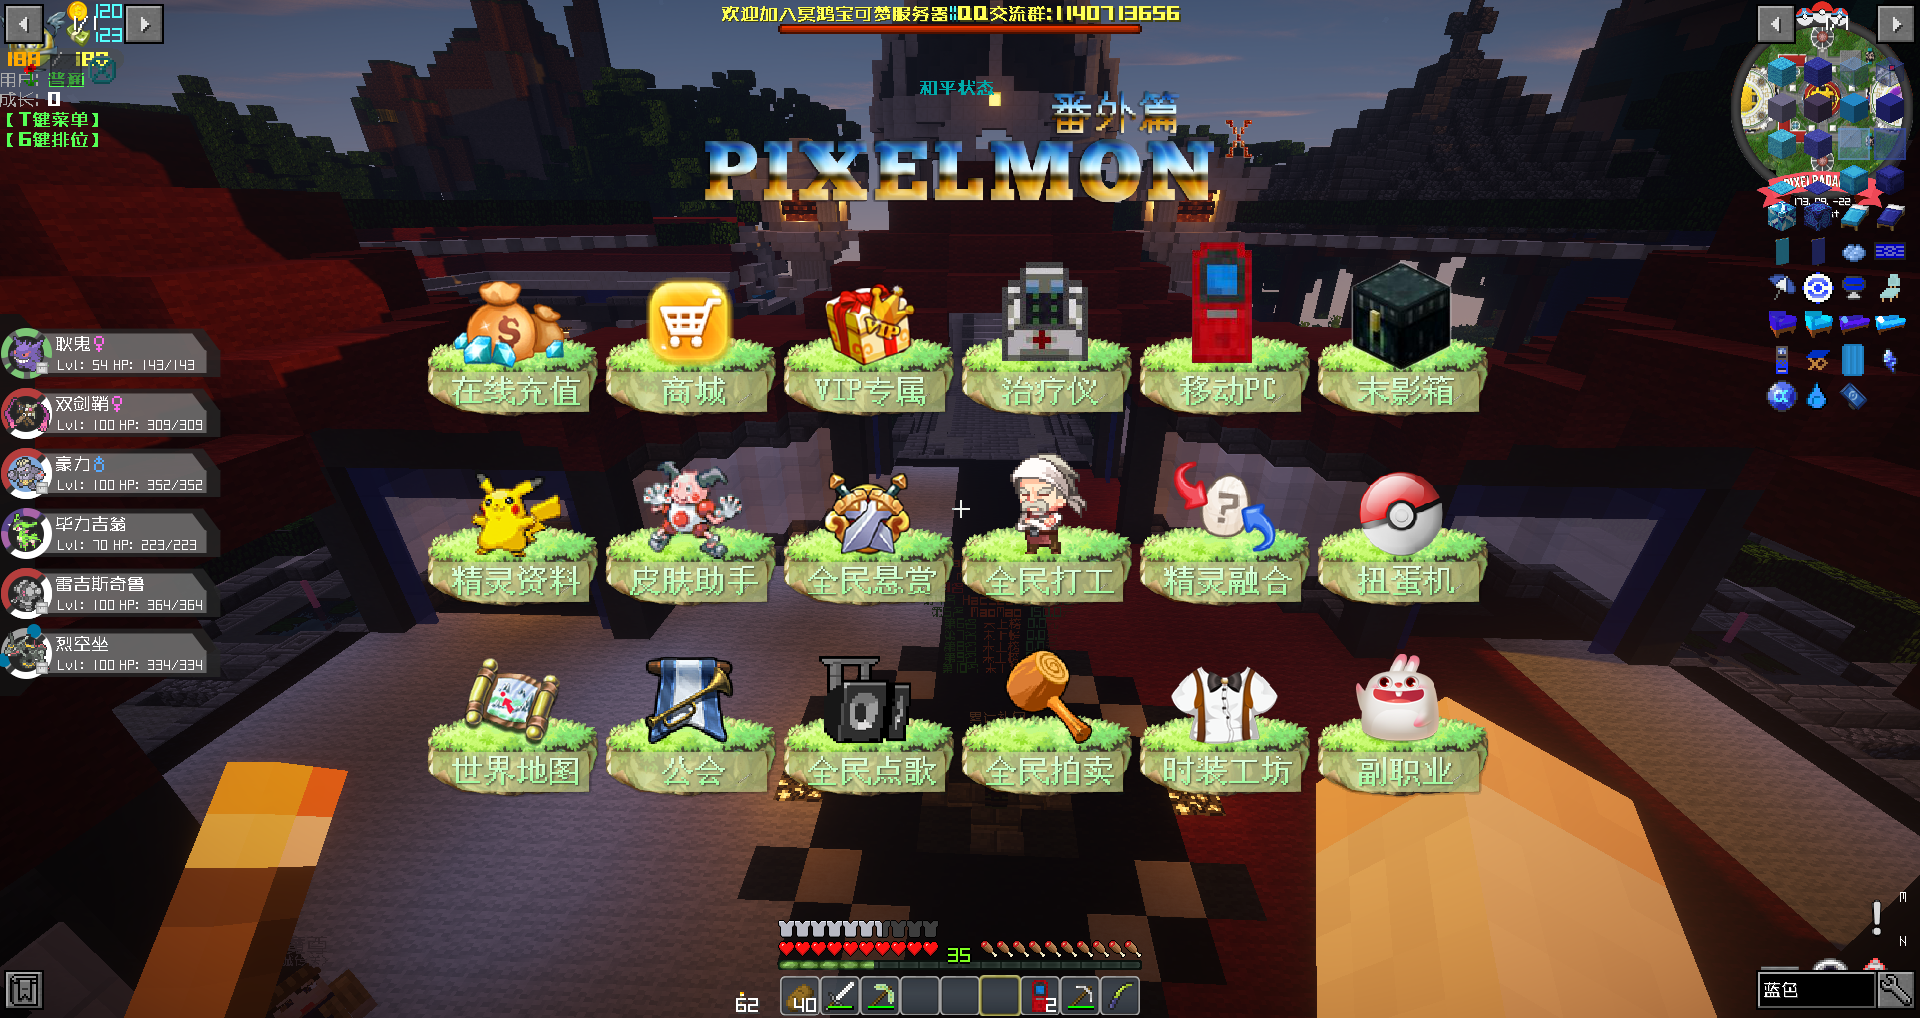 欢迎加入冥鸿宝可梦服务器!!QQ交流群:1140713656
120
123
用户: 普通
成长: 0
【T键菜单】
【G键排位】
和平状态
番外篇
PIXELMON
耿鬼♀
Lvl: 54 HP: 143/143
双剑鞘♀
Lvl: 100 HP: 309/309
豪力
Lvl: 100 HP: 352/352
毕力吉翁
Lvl: 70 HP: 223/223
雷吉斯奇鲁
Lvl: 100 HP: 364/364
烈空坐
Lvl: 100 HP: 334/334
在线充值
商城
VIP
VIP专属
治疗仪
移动PC
末影箱
精灵资料
皮肤助手
全民悬赏
全民打工
精灵融合
扭蛋机
世界地图
公会
全民点歌
全民拍卖
时装工坊
副职业
35
62
40
2
M
N
蓝色